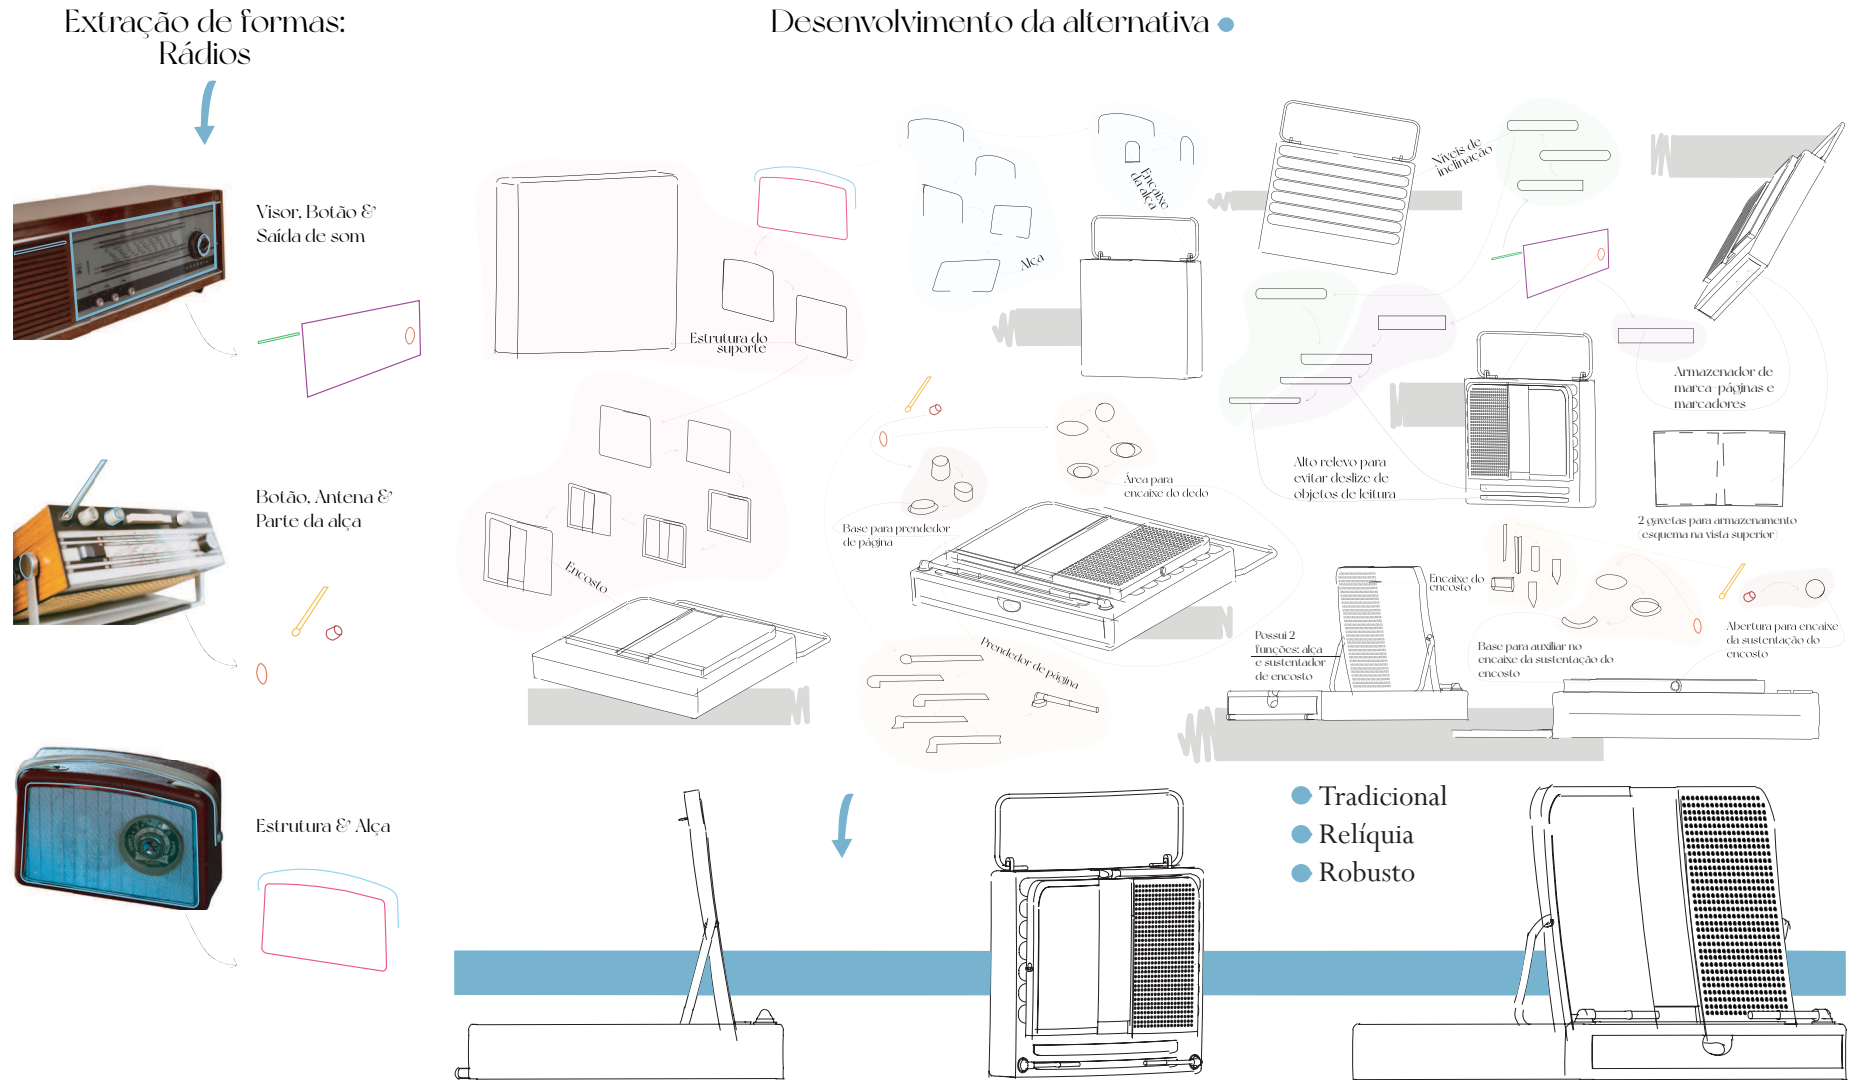 Extração de formas:
Rádios
Desenvolvimento da alternativa
Visor, Botão &
Saída de som
Botão, Antena &
Parte da alça
Estrutura & Alça
Estrutura do
suporte
Alça
Encaixe
da alça
Níveis de
inclinação
Encosto
Base para prendedor
de página
Área para
encaixe do dedo
Prendedor de página
Alto relevo para
evitar deslize de
objetos de leitura
Armazenador de
marca-páginas e
marcadores
2 gavetas para armazenamento
(esquema na vista superior)
Encaixe do
encosto
Possui 2
funções: alça
e sustentador
de encosto
Base para auxiliar no
encaixe da sustentação do
encosto
Abertura para encaixe
da sustentação do
encosto
Tradicional
Relíquia
Robusto